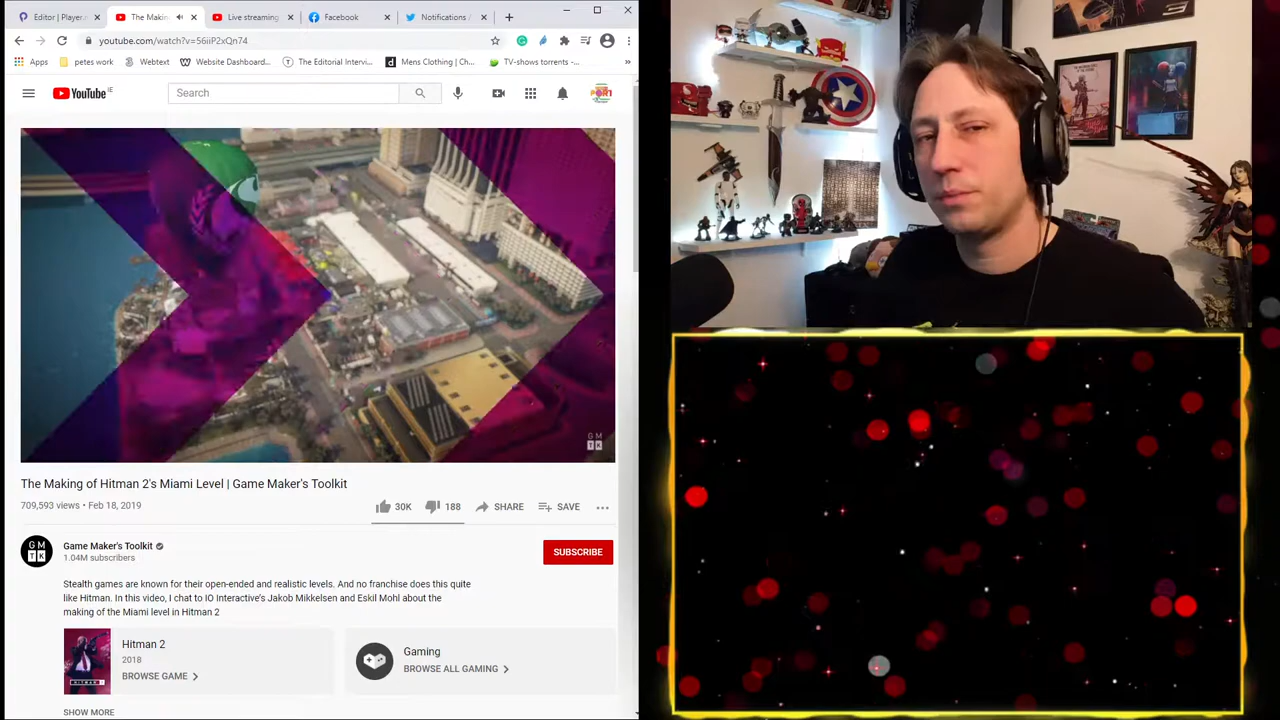 Editor | Player.
The Makin
Live streaming
Facebook
Notifications /
youtube.com/watch?v=56iiP2xQn74
Apps
petes work
Webtext
Website Dashboard...
The Editorial Intervi...
Mens Clothing | Ch...
TV-shows torrents -...
YouTube IE
Search
GM
TK
The Making of Hitman 2's Miami Level | Game Maker's Toolkit
709,593 views • Feb 18, 2019
30K
188
SHARE
SAVE
GM
TK
Game Maker's Toolkit
1.04M subscribers
SUBSCRIBE
Stealth games are known for their open-ended and realistic levels. And no franchise does this quite
like Hitman. In this video, I chat to IO Interactive's Jakob Mikkelsen and Eskil Mohl about the
making of the Miami level in Hitman 2
Hitman 2
2018
BROWSE GAME
Gaming
BROWSE ALL GAMING
SHOW MORE